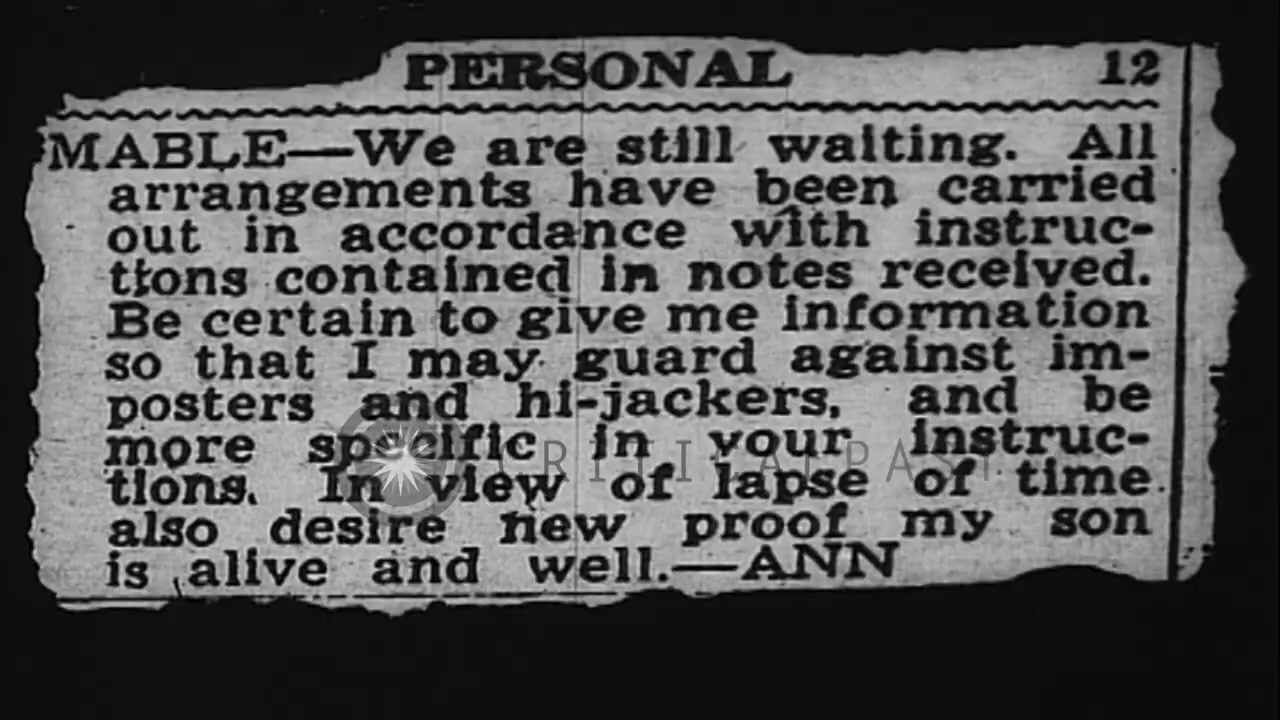 PERSONAL 12
MABLE—We are still waiting. All
arrangements have been carried
out in accordance with instruc-
tions contained in notes received.
Be certain to give me information
so that I may guard against im-
posters and hi-jackers, and be
more specific in your instruc-
tions. In view of lapse of time
also desire new proof my son
is alive and well.—ANN
CRITICALPAST